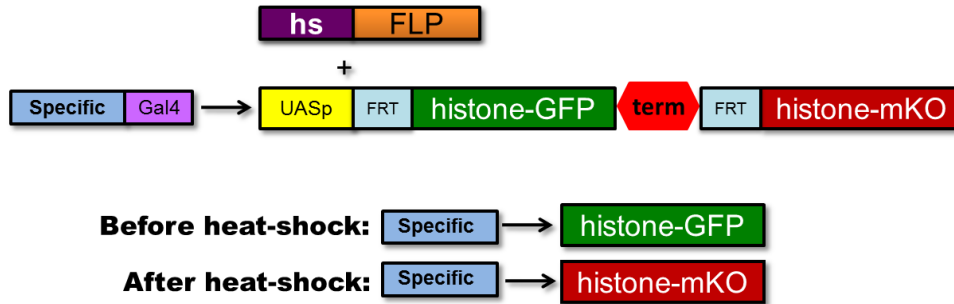 hs FLP
+
Specific Gal4 UASp FRT histone-GFP term FRT histone-mKO
Before heat-shock: Specific histone-GFP
After heat-shock: Specific histone-mKO